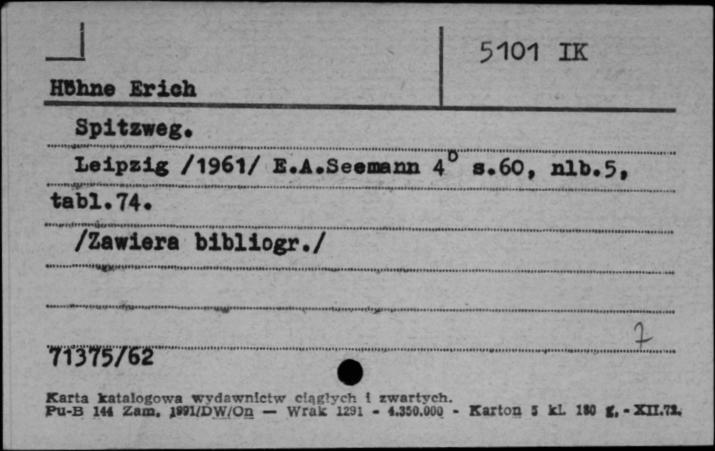 5101 IK
Höhne Erich
Spitzweg.
Leipzig /1961/ E.A.Seemann 4° s.60, nlb.5,
tabl.74.
/Zawiera bibliogr./
7
71375/62
Karta katalogowa wydawnictw ciągłych i zwartych.
Pu-B 144 Zam. 1991/DW/On — Wrak 1291 - 4.350.000 - Karton 5 kl. 180 g. - XII.72.